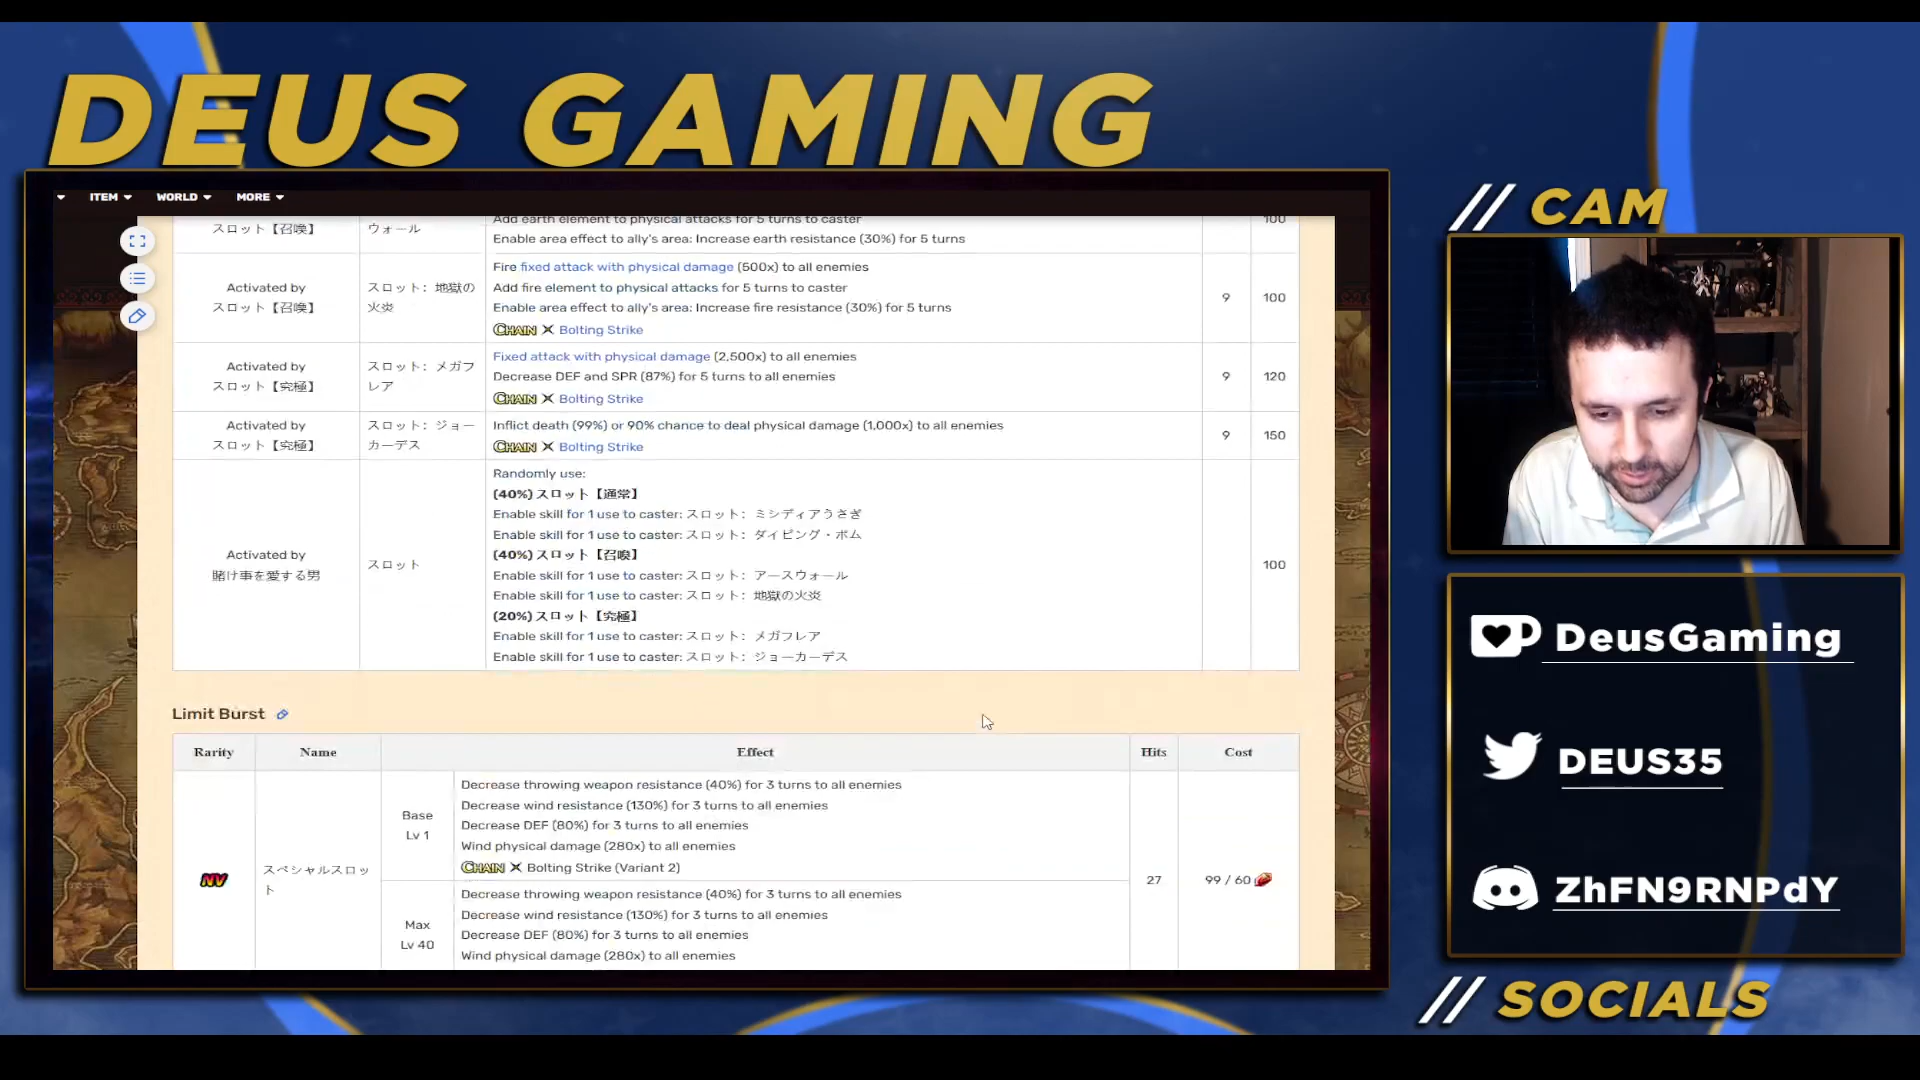 DEUS GAMING
ITEM
WORLD
MORE
Add earth element to physical attacks for 5 turns to caster
スロット【召喚】
ウォール
Enable area effect to ally's area: Increase earth resistance (30%) for 5 turns
100
Activated by
スロット【召喚】
スロット: 地獄の
火炎
Fire fixed attack with physical damage (500x) to all enemies
Add fire element to physical attacks for 5 turns to caster
Enable area effect to ally's area: Increase fire resistance (30%) for 5 turns
CHAIN Bolting Strike
9
100
Activated by
スロット【究極】
スロット: メガフ
レア
Fixed attack with physical damage (2,500x) to all enemies
Decrease DEF and SPR (87%) for 5 turns to all enemies
CHAIN Bolting Strike
9
120
Activated by
スロット【究極】
スロット: ジョー
カーデス
Inflict death (99%) or 90% chance to deal physical damage (1,000x) to all enemies
CHAIN Bolting Strike
9
150
Activated by
賭け事を愛する男
スロット
Randomly use:
(40%) スロット【通常】
Enable skill for 1 use to caster: スロット: ミシディアうさぎ
Enable skill for 1 use to caster: スロット: ダイビング・ボム
(40%) スロット【召喚】
Enable skill for 1 use to caster: スロット: アースウォール
Enable skill for 1 use to caster: スロット: 地獄の火炎
(20%) スロット【究極】
Enable skill for 1 use to caster: スロット: メガフレア
Enable skill for 1 use to caster: スロット: ジョーカーデス
100
Limit Burst
Rarity Name Effect Hits Cost
NV
スペシャルスロッ
ト
Base
Lv 1
Decrease throwing weapon resistance (40%) for 3 turns to all enemies
Decrease wind resistance (130%) for 3 turns to all enemies
Decrease DEF (80%) for 3 turns to all enemies
Wind physical damage (280x) to all enemies
CHAIN Bolting Strike (Variant 2)
Max
Lv 40
Decrease throwing weapon resistance (40%) for 3 turns to all enemies
Decrease wind resistance (130%) for 3 turns to all enemies
Decrease DEF (80%) for 3 turns to all enemies
Wind physical damage (280x) to all enemies
27
99 / 60
// CAM
DeusGaming
DEUS35
ZhFN9RNPdY
// SOCIALS